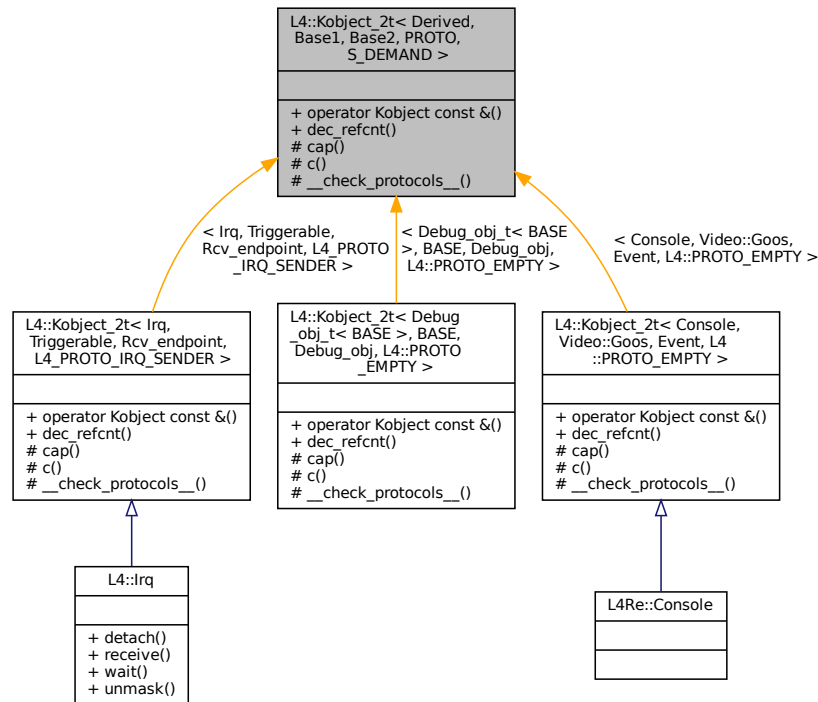 L4::Kobject_2t< Derived,
Base1, Base2, PROTO,
S_DEMAND >
+ operator Kobject const &()
+ dec_refcnt()
# cap()
# c()
# __check_protocols__()
< Irq, Triggerable,
Rcv_endpoint, L4_PROTO
_IRQ_SENDER >
< Debug_obj_t< BASE
>, BASE, Debug_obj,
L4::PROTO_EMPTY >
< Console, Video::Goos,
Event, L4::PROTO_EMPTY >
L4::Kobject_2t< Irq,
Triggerable, Rcv_endpoint,
L4_PROTO_IRQ_SENDER >
+ operator Kobject const &()
+ dec_refcnt()
# cap()
# c()
# __check_protocols__()
L4::Kobject_2t< Debug
_obj_t< BASE >, BASE,
Debug_obj, L4::PROTO
_EMPTY >
+ operator Kobject const &()
+ dec_refcnt()
# cap()
# c()
# __check_protocols__()
L4::Kobject_2t< Console,
Video::Goos, Event, L4
::PROTO_EMPTY >
+ operator Kobject const &()
+ dec_refcnt()
# cap()
# c()
# __check_protocols__()
L4::Irq
+ detach()
+ receive()
+ wait()
+ unmask()
L4Re::Console